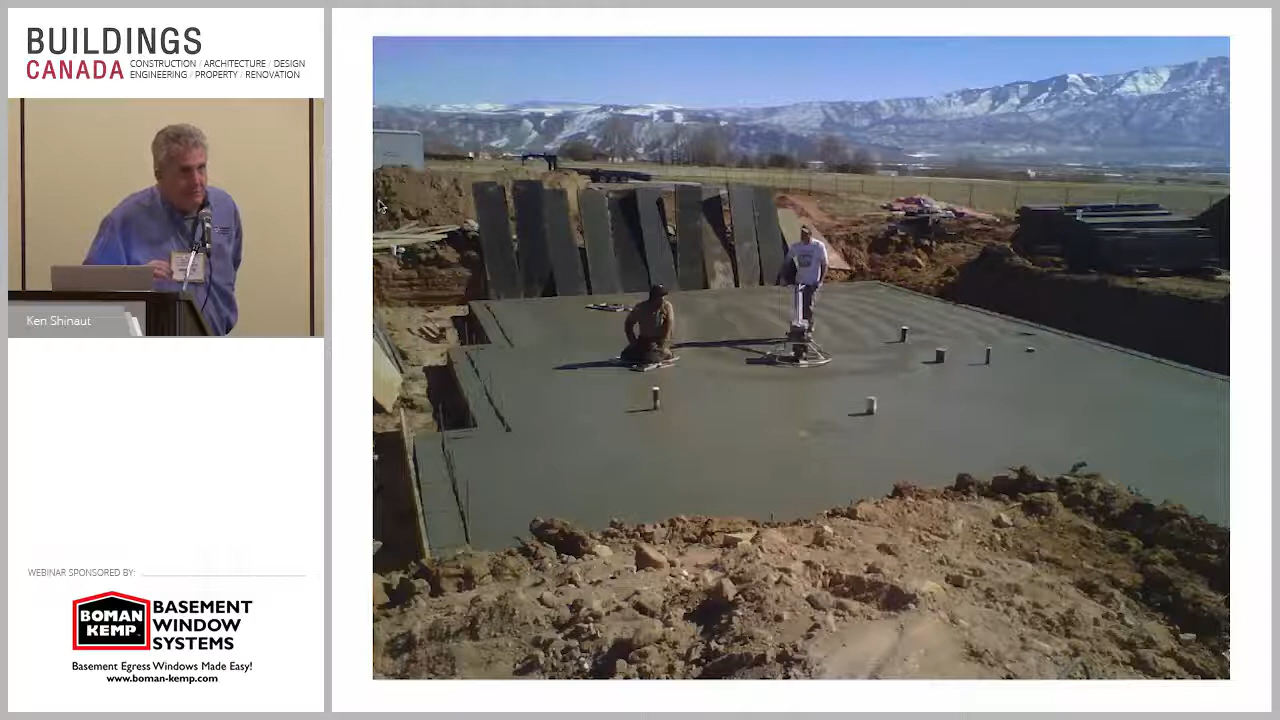 BUILDINGS
CANADA CONSTRUCTION / ARCHITECTURE / DESIGN
ENGINEERING / PROPERTY / RENOVATION
Ken Shinaut
WEBINAR SPONSORED BY:
BOMAN
KEMP
BASEMENT
WINDOW
SYSTEMS
Basement Egress Windows Made Easy!
www.boman-kemp.com